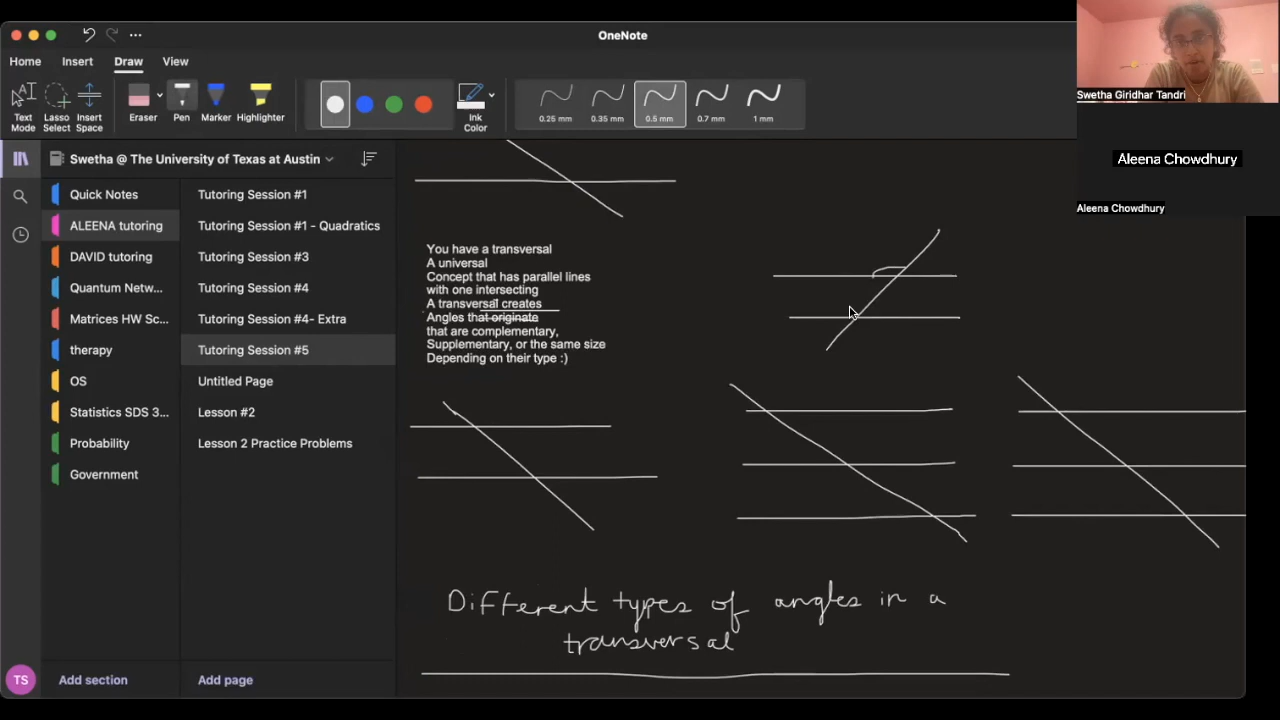 OneNote
Home Insert Draw View
Text Mode
Lasso Select
Insert Space
Eraser
Pen
Marker
Highlighter
Ink Color
0.25 mm
0.35 mm
0.5 mm
0.7 mm
1 mm
Swetha Giridhar Tandri
Aleena Chowdhury
Aleena Chowdhury
Swetha @ The University of Texas at Austin
Quick Notes
ALEENA tutoring
DAVID tutoring
Quantum Netw...
Matrices HW Sc...
therapy
OS
Statistics SDS 3...
Probability
Government
Tutoring Session #1
Tutoring Session #1 - Quadratics
Tutoring Session #3
Tutoring Session #4
Tutoring Session #4- Extra
Tutoring Session #5
Untitled Page
Lesson #2
Lesson 2 Practice Problems
You have a transversal
A universal
Concept that has parallel lines
with one intersecting
A transversal creates
Angles that originate
that are complementary,
Supplementary, or the same size
Depending on their type :)
Different types of angles in a
transversal
TS
Add section
Add page